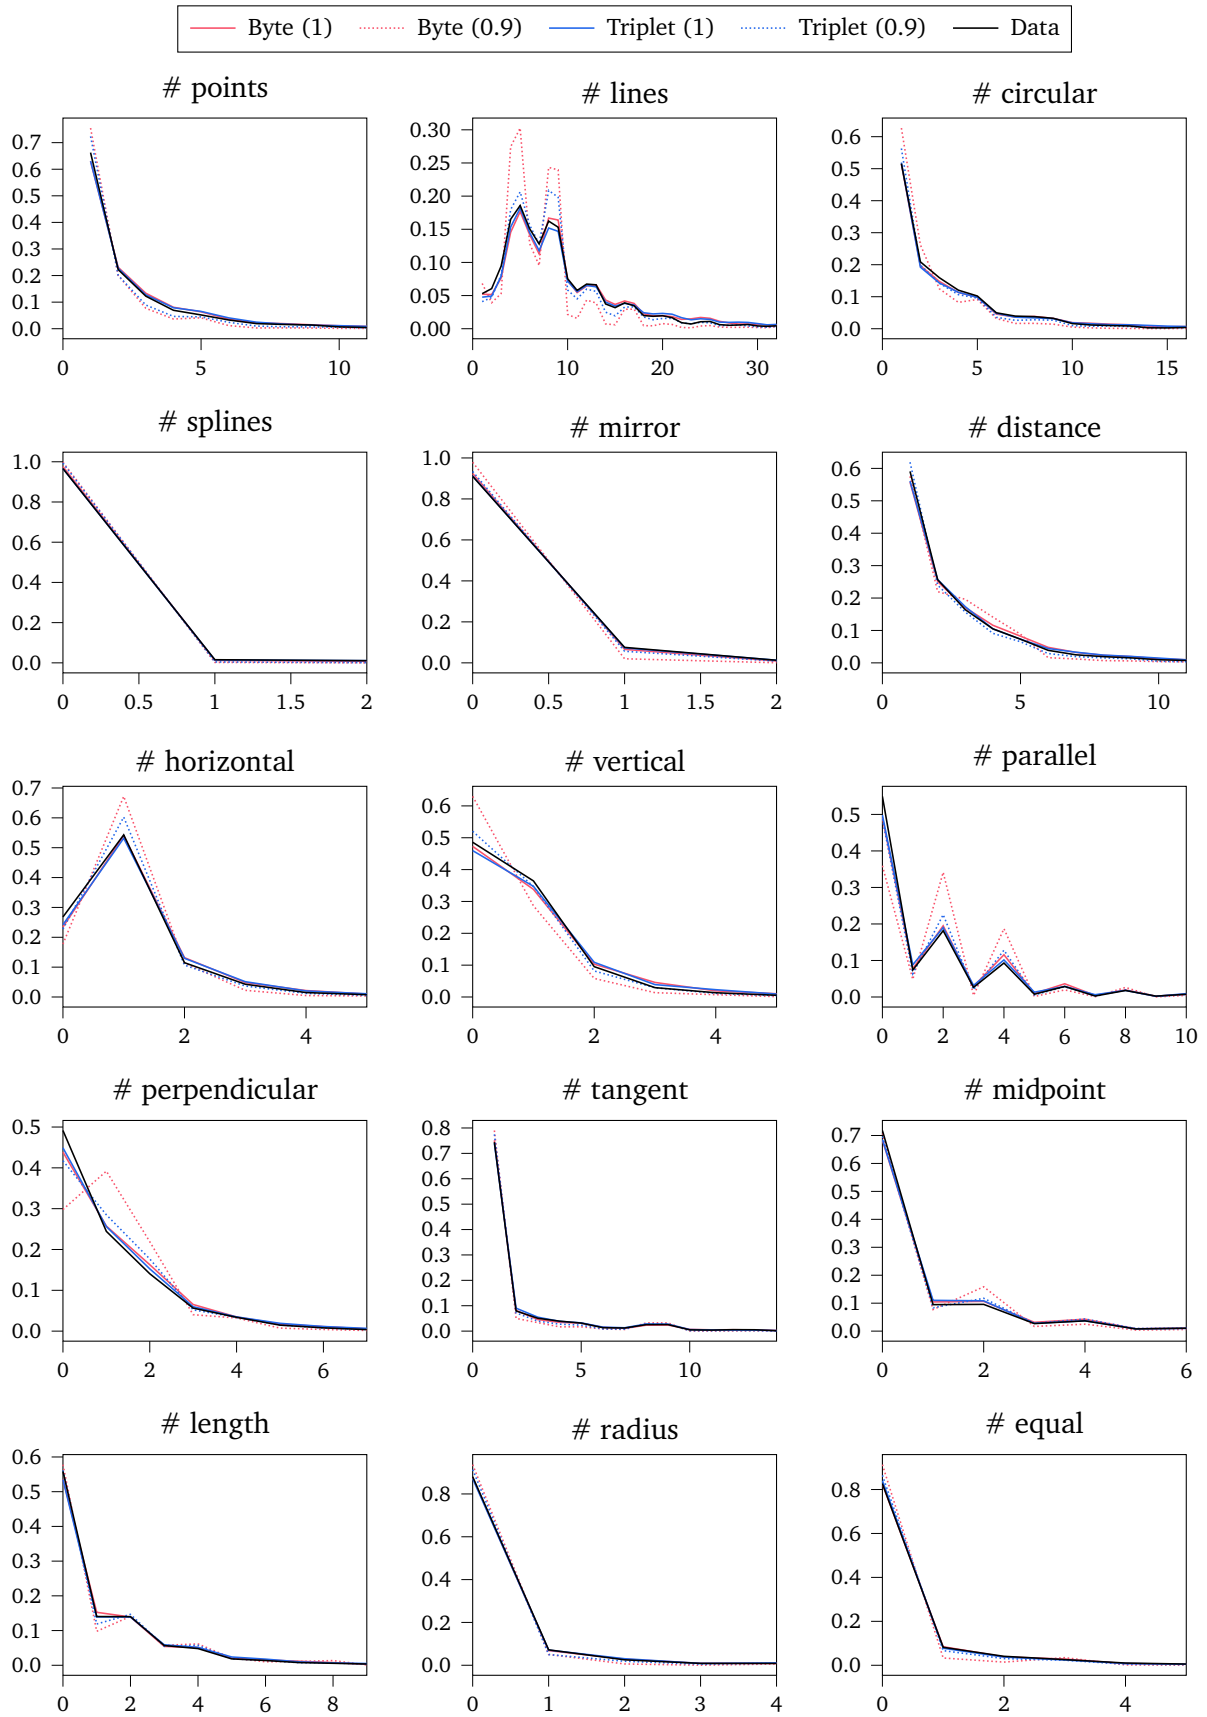 Byte (1) Byte (0.9) Triplet (1) Triplet (0.9) Data
# points # lines # circular
0.7 0.6 0.5 0.4 0.3 0.2 0.1 0.0
0 5 10
0.30 0.25 0.20 0.15 0.10 0.05 0.00
0 10 20 30
0.6 0.5 0.4 0.3 0.2 0.1 0.0
0 5 10 15
# splines # mirror # distance
1.0 0.8 0.6 0.4 0.2 0.0
0 0.5 1 1.5 2
1.0 0.8 0.6 0.4 0.2 0.0
0 0.5 1 1.5 2
0.6 0.5 0.4 0.3 0.2 0.1 0.0
0 5 10
# horizontal # vertical # parallel
0.7 0.6 0.5 0.4 0.3 0.2 0.1 0.0
0 2 4
0.6 0.5 0.4 0.3 0.2 0.1 0.0
0 2 4
0.5 0.4 0.3 0.2 0.1 0.0
0 2 4 6 8 10
# perpendicular # tangent # midpoint
0.5 0.4 0.3 0.2 0.1 0.0
0 2 4 6
0.8 0.7 0.6 0.5 0.4 0.3 0.2 0.1 0.0
0 5 10
0.7 0.6 0.5 0.4 0.3 0.2 0.1 0.0
0 2 4 6
# length # radius # equal
0.6 0.5 0.4 0.3 0.2 0.1 0.0
0 2 4 6 8
0.8 0.6 0.4 0.2 0.0
0 1 2 3 4
0.8 0.6 0.4 0.2 0.0
0 2 4